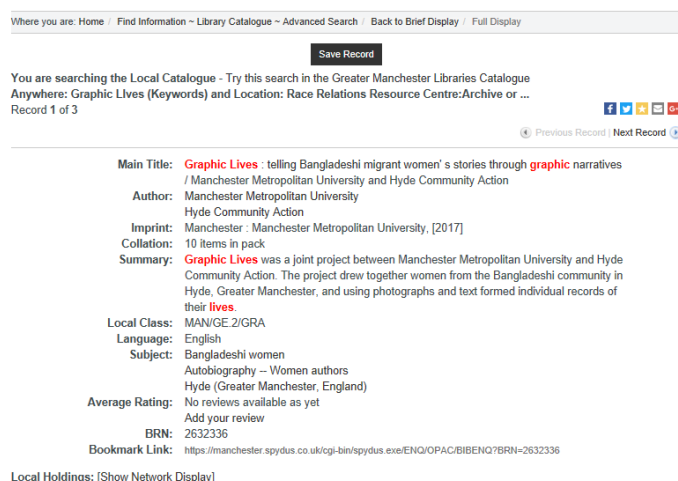 Where you are: Home / Find Information ~ Library Catalogue ~ Advanced Search / Back to Brief Display / Full Display
Save Record
You are searching the Local Catalogue - Try this search in the Greater Manchester Libraries Catalogue
Anywhere: Graphic LIves (Keywords) and Location: Race Relations Resource Centre:Archive or ...
Record 1 of 3
Previous Record | Next Record
Main Title: Graphic Lives : telling Bangladeshi migrant women' s stories through graphic narratives
/ Manchester Metropolitan University and Hyde Community Action
Author: Manchester Metropolitan University
Hyde Community Action
Imprint: Manchester : Manchester Metropolitan University, [2017]
Collation: 10 items in pack
Summary: Graphic Lives was a joint project between Manchester Metropolitan University and Hyde
Community Action. The project drew together women from the Bangladeshi community in
Hyde, Greater Manchester, and using photographs and text formed individual records of
their lives.
Local Class: MAN/GE.2/GRA
Language: English
Subject: Bangladeshi women
Autobiography -- Women authors
Hyde (Greater Manchester, England)
Average Rating: No reviews available as yet
Add your review
BRN: 2632336
Bookmark Link: https://manchester.spydus.co.uk/cgi-bin/spydus.exe/ENQ/OPAC/BIBENQ?BRN=2632336
Local Holdings: [Show Network Display]